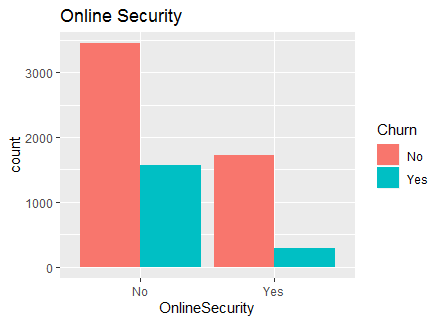 Online Security
count
3000
2000
1000
0
No
Yes
OnlineSecurity
Churn
No
Yes